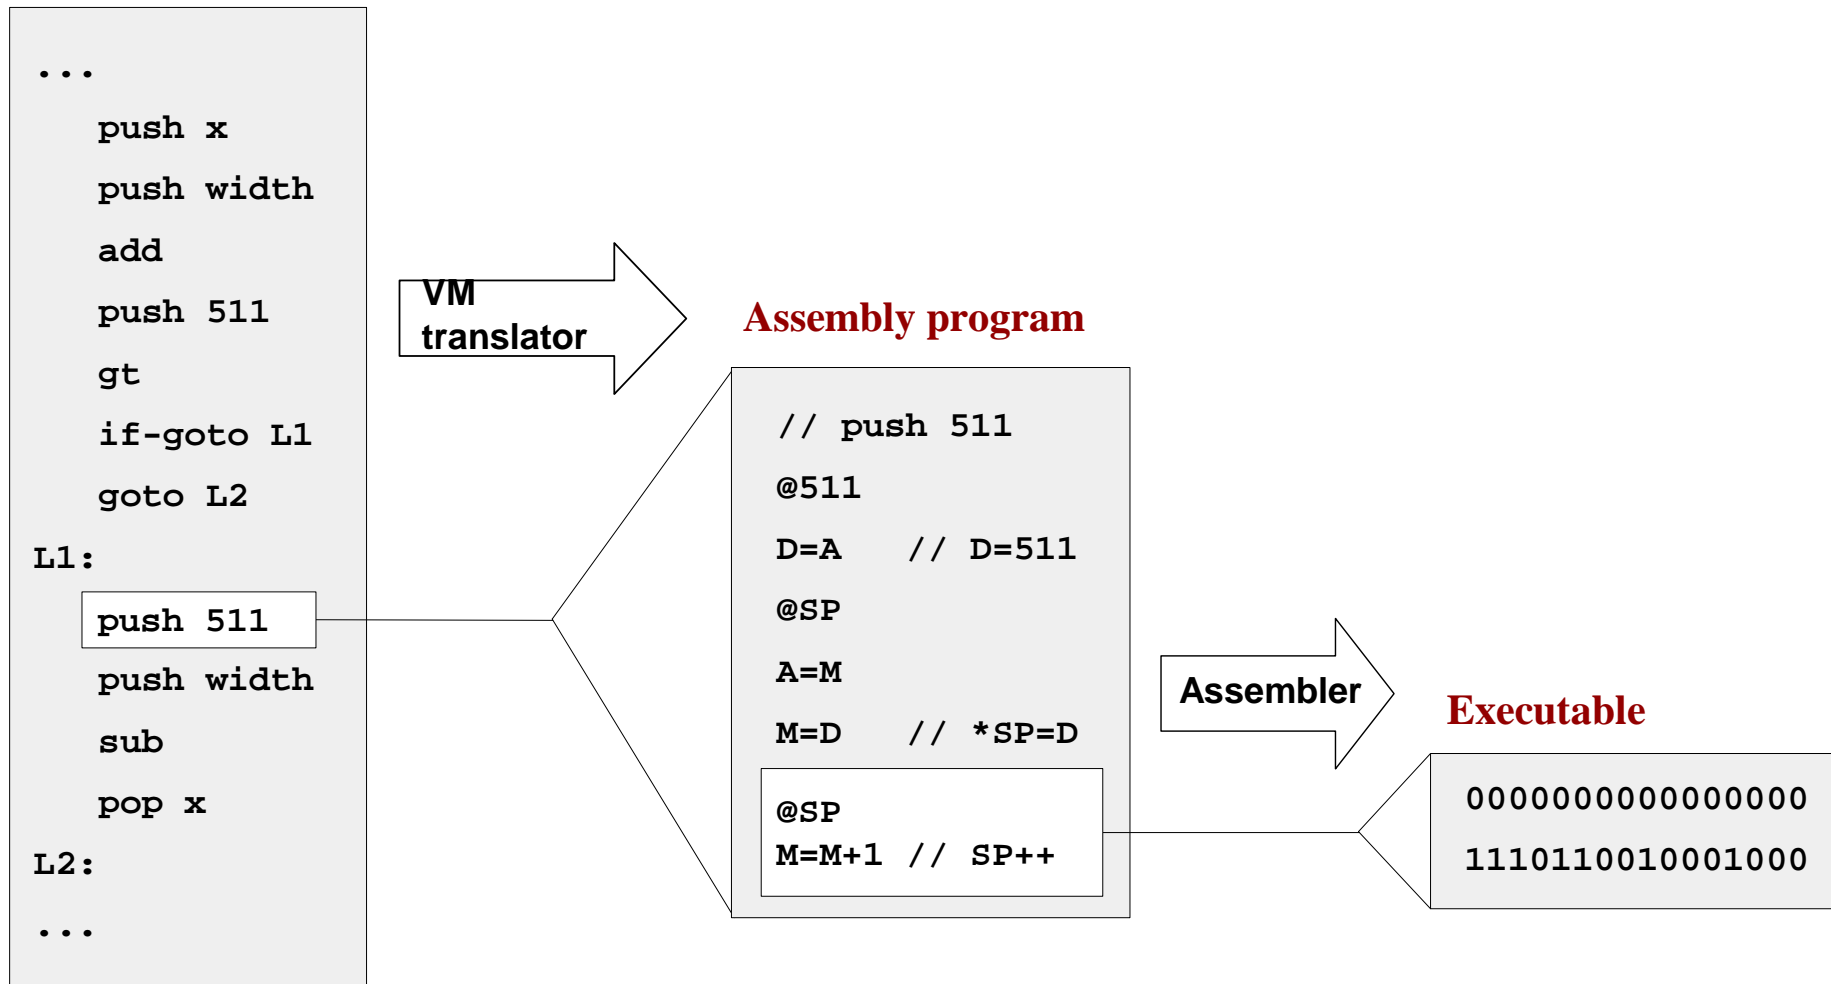 ...
push x
push width
add
push 511
gt
if-goto L1
goto L2
L1:
push 511
push width
sub
pop x
L2:
...
VM
translator
Assembly program
// push 511
@511
D=A // D=511
@SP
A=M
M=D // *SP=D
@SP
M=M+1 // SP++
Assembler
Executable
0000000000000000
1110110010001000